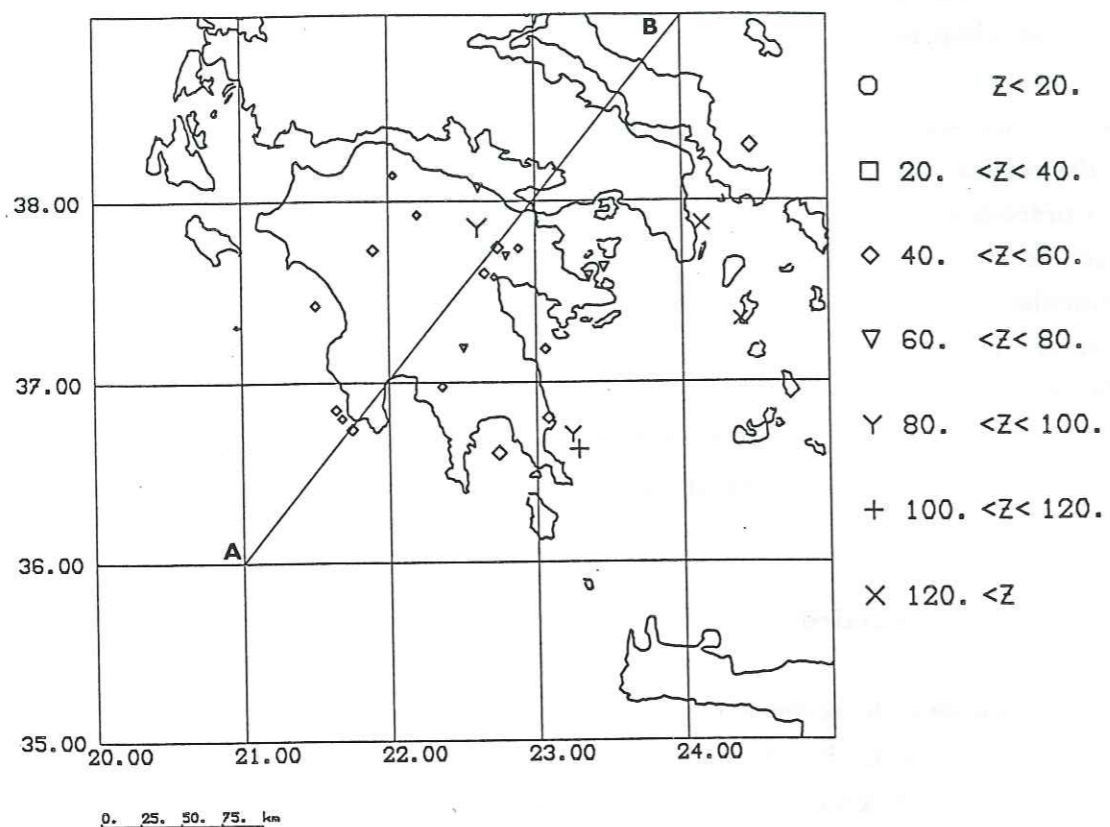 B
○ Z< 20.
□ 20. <Z< 40.
◇ 40. <Z< 60.
▽ 60. <Z< 80.
Y 80. <Z< 100.
+ 100. <Z< 120.
× 120. <Z
38.00
37.00
36.00
A
35.00
20.00 21.00 22.00 23.00 24.00
0. 25. 50. 75. km